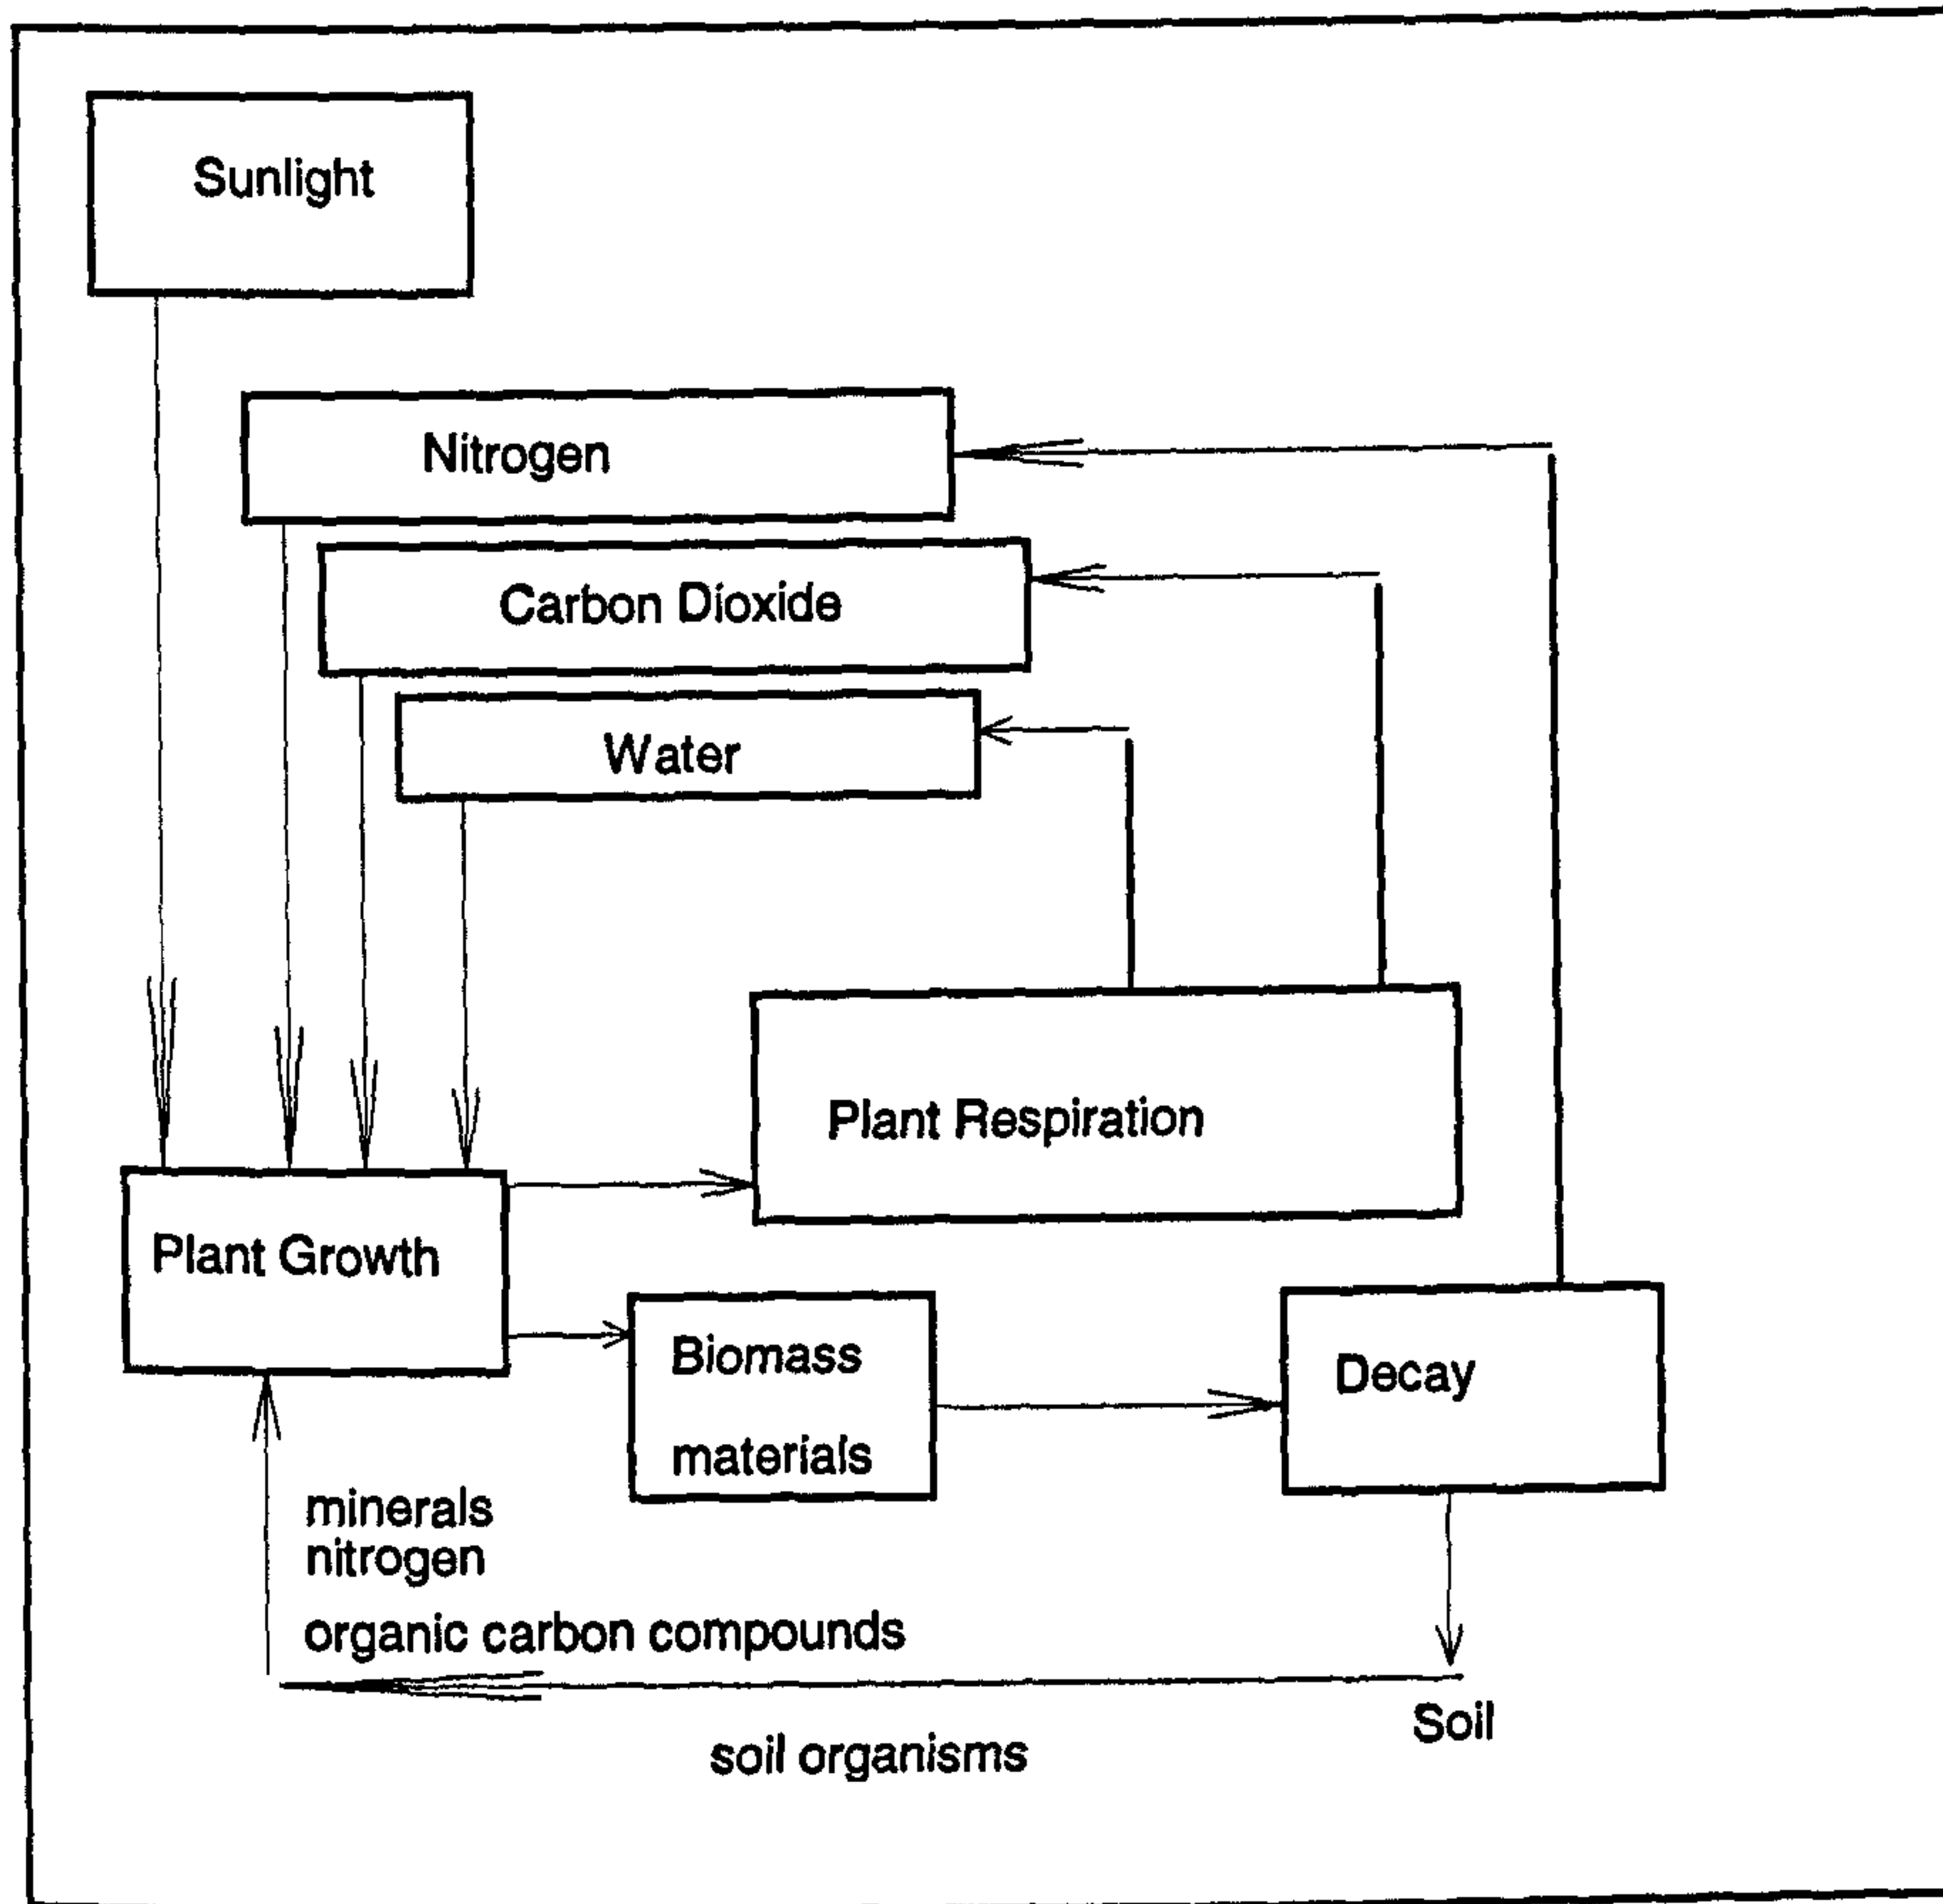 Sunlight
Nitrogen
Carbon Dioxide
Water
Plant Respiration
Plant Growth
Biomass
materials
Decay
minerals
nitrogen
organic carbon compounds
Soil
soil organisms